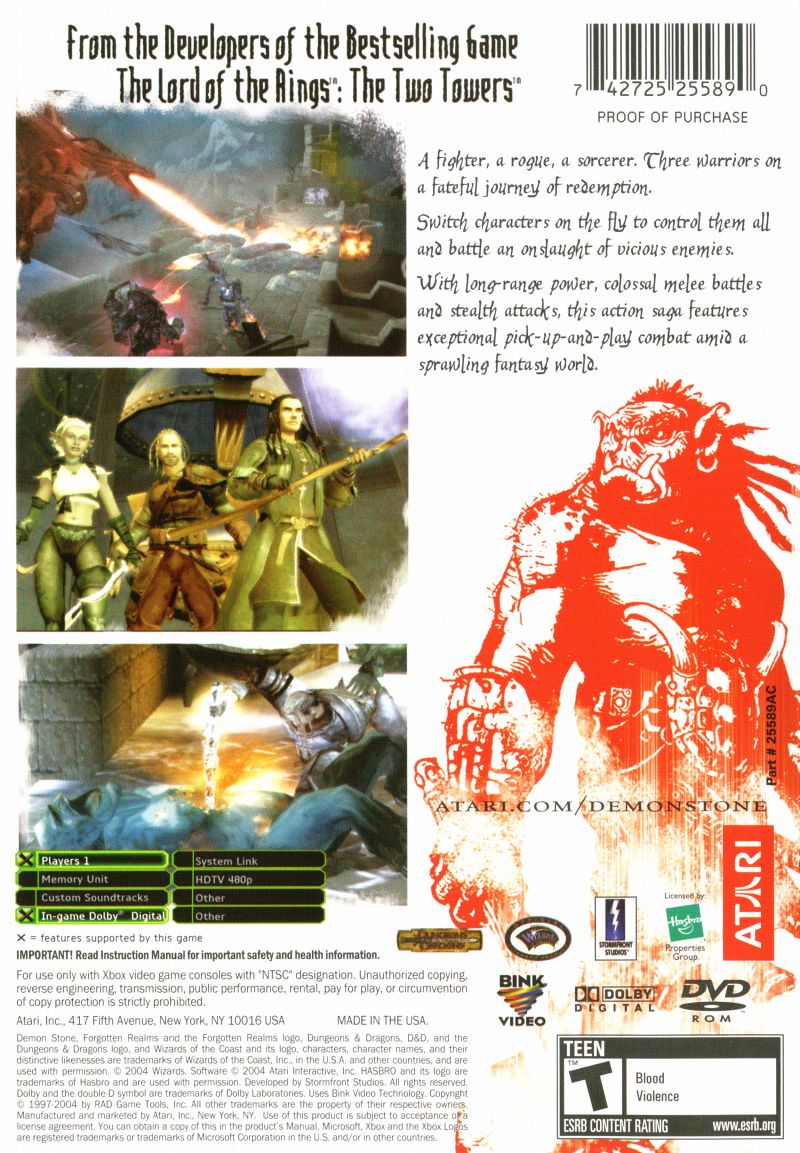 From the Developers of the Bestselling Game
The Lord of the Rings™: The Two Towers™
7 42725 25589 0
PROOF OF PURCHASE
A fighter, a rogue, a sorcerer. Three warriors on
a fateful journey of redemption.
Switch characters on the fly to control them all
and battle an onslaught of vicious enemies.
With long-range power, colossal melee battles
and stealth attacks, this action saga features
exceptional pick-up-and-play combat amid a
sprawling fantasy world.
Part # 25589AC
ATARI.COM/DEMONSTONE
ATARI
Players 1
System Link
Memory Unit
HDTV 480p
Custom Soundtracks
Other
In-game Dolby® Digital
Other
X = features supported by this game
IMPORTANT! Read Instruction Manual for important safety and health information.
For use only with Xbox video game consoles with "NTSC" designation. Unauthorized copying,
reverse engineering, transmission, public performance, rental, pay for play, or circumvention
of copy protection is strictly prohibited.
Atari, Inc., 417 Fifth Avenue, New York, NY 10016 USA MADE IN THE USA.
Demon Stone, Forgotten Realms and the Forgotten Realms logo, Dungeons & Dragons, D&D, and the
Dungeons & Dragons logo, and Wizards of the Coast and its logo, characters, character names, and their
distinctive likenesses are trademarks of Wizards of the Coast, Inc., in the U.S.A. and other countries, and are
used with permission. © 2004 Wizards. Software © 2004 Atari Interactive, Inc. HASBRO and its logo are
trademarks of Hasbro and are used with permission. Developed by Stormfront Studios. All rights reserved.
Dolby and the double-D symbol are trademarks of Dolby Laboratories. Uses Bink Video Technology. Copyright
© 1997-2004 by RAD Game Tools, Inc. All other trademarks are the property of their respective owners.
Manufactured and marketed by Atari, Inc., New York, NY. Use of this product is subject to acceptance of a
license agreement. You can obtain a copy of this in the product's Manual. Microsoft, Xbox and the Xbox Logos
are registered trademarks or trademarks of Microsoft Corporation in the U.S. and/or in other countries.
DUNGEONS & DRAGONS
Wizards
STORMFRONT
STUDIOS
Licensed by:
Hasbro
Properties
Group
BINK
VIDEO
DOLBY
DIGITAL
DVD
ROM
TEEN
T
Blood
Violence
ESRB CONTENT RATING www.esrb.org